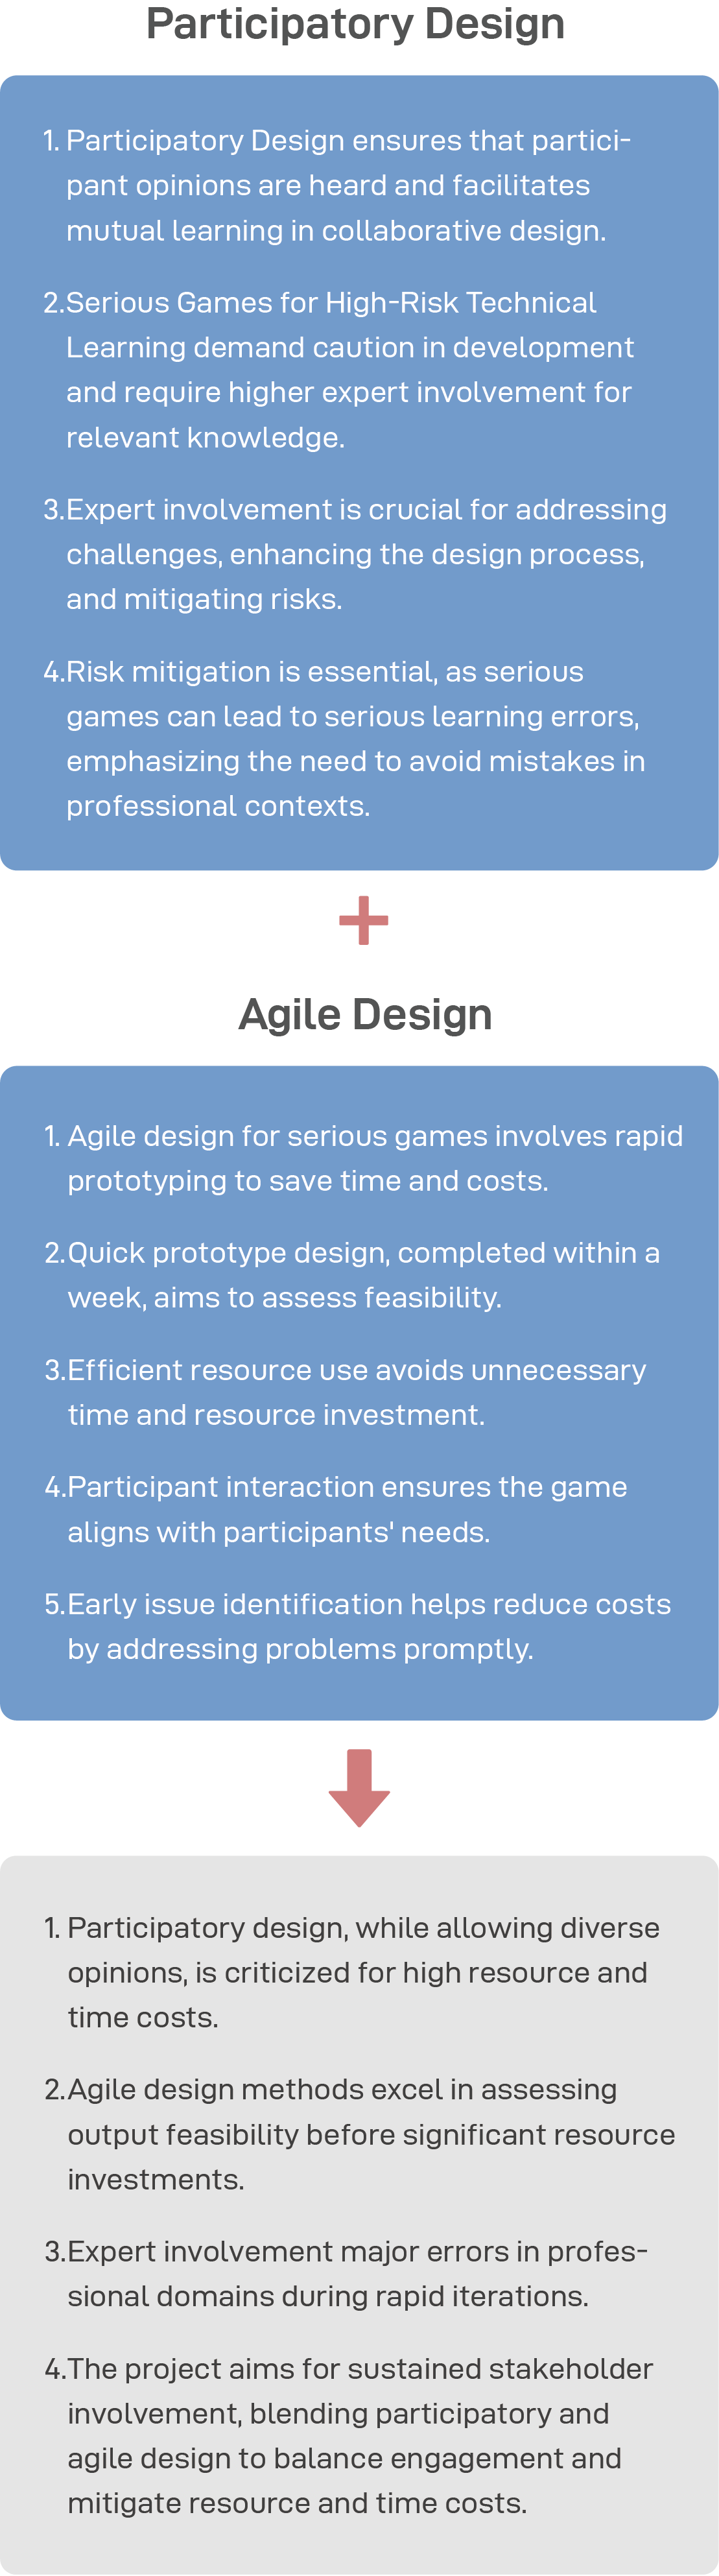 Participatory Design
1. Participatory Design ensures that partici-
pant opinions are heard and facilitates
mutual learning in collaborative design.
2.Serious Games for High-Risk Technical
Learning demand caution in development
and require higher expert involvement for
relevant knowledge.
3.Expert involvement is crucial for addressing
challenges, enhancing the design process,
and mitigating risks.
4.Risk mitigation is essential, as serious
games can lead to serious learning errors,
emphasizing the need to avoid mistakes in
professional contexts.
+
Agile Design
1. Agile design for serious games involves rapid
prototyping to save time and costs.
2.Quick prototype design, completed within a
week, aims to assess feasibility.
3.Efficient resource use avoids unnecessary
time and resource investment.
4.Participant interaction ensures the game
aligns with participants' needs.
5.Early issue identification helps reduce costs
by addressing problems promptly.
1. Participatory design, while allowing diverse
opinions, is criticized for high resource and
time costs.
2.Agile design methods excel in assessing
output feasibility before significant resource
investments.
3.Expert involvement major errors in profes-
sional domains during rapid iterations.
4.The project aims for sustained stakeholder
involvement, blending participatory and
agile design to balance engagement and
mitigate resource and time costs.